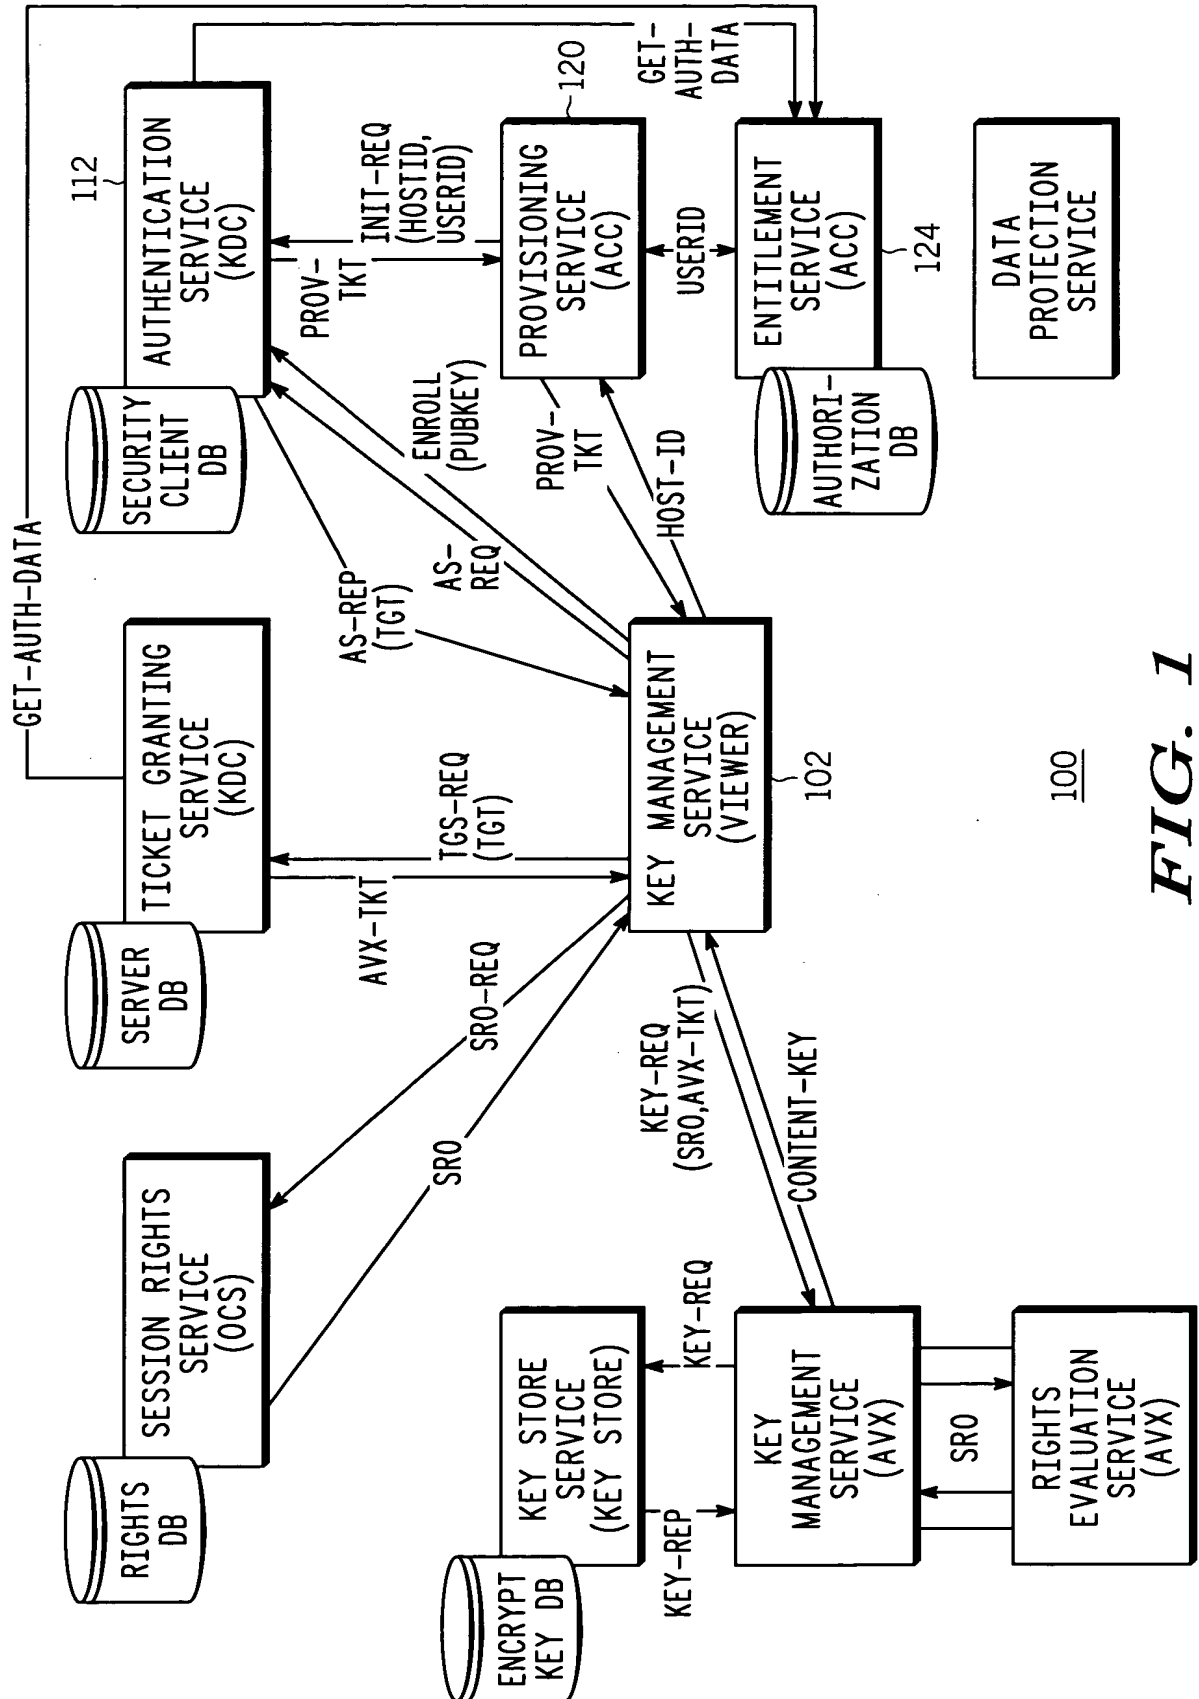 GET-AUTH-DATA
RIGHTS
DB
SESSION RIGHTS
SERVICE
(OCS)
SERVER
DB
TICKET GRANTING
SERVICE
(KDC)
SECURITY
CLIENT
DB
AUTHENTICATION
SERVICE
(KDC)
112
SRO
SRO-REQ
AVX-TKT
TGS-REQ
(TGT)
AS-REP
(TGT)
AS-
REQ
ENROLL
(PUBKEY)
PROV-
TKT
INIT-REQ
(HOSTID,
USERID)
ENCRYPT
KEY DB
KEY STORE
SERVICE
(KEY STORE)
PROVISIONING
SERVICE
(ACC)
120
GET-
AUTH-
DATA
KEY-REP
KEY-REQ
KEY-REQ
(SRO,AVX-TKT)
CONTENT-KEY
KEY MANAGEMENT
SERVICE
(VIEWER)
102
PROV-
TKT
HOST-ID
USERID
KEY
MANAGEMENT
SERVICE
(AVX)
AUTHORI-
ZATION
DB
ENTITLEMENT
SERVICE
(ACC)
124
SRO
RIGHTS
EVALUATION
SERVICE
(AVX)
DATA
PROTECTION
SERVICE
100
FIG. 1